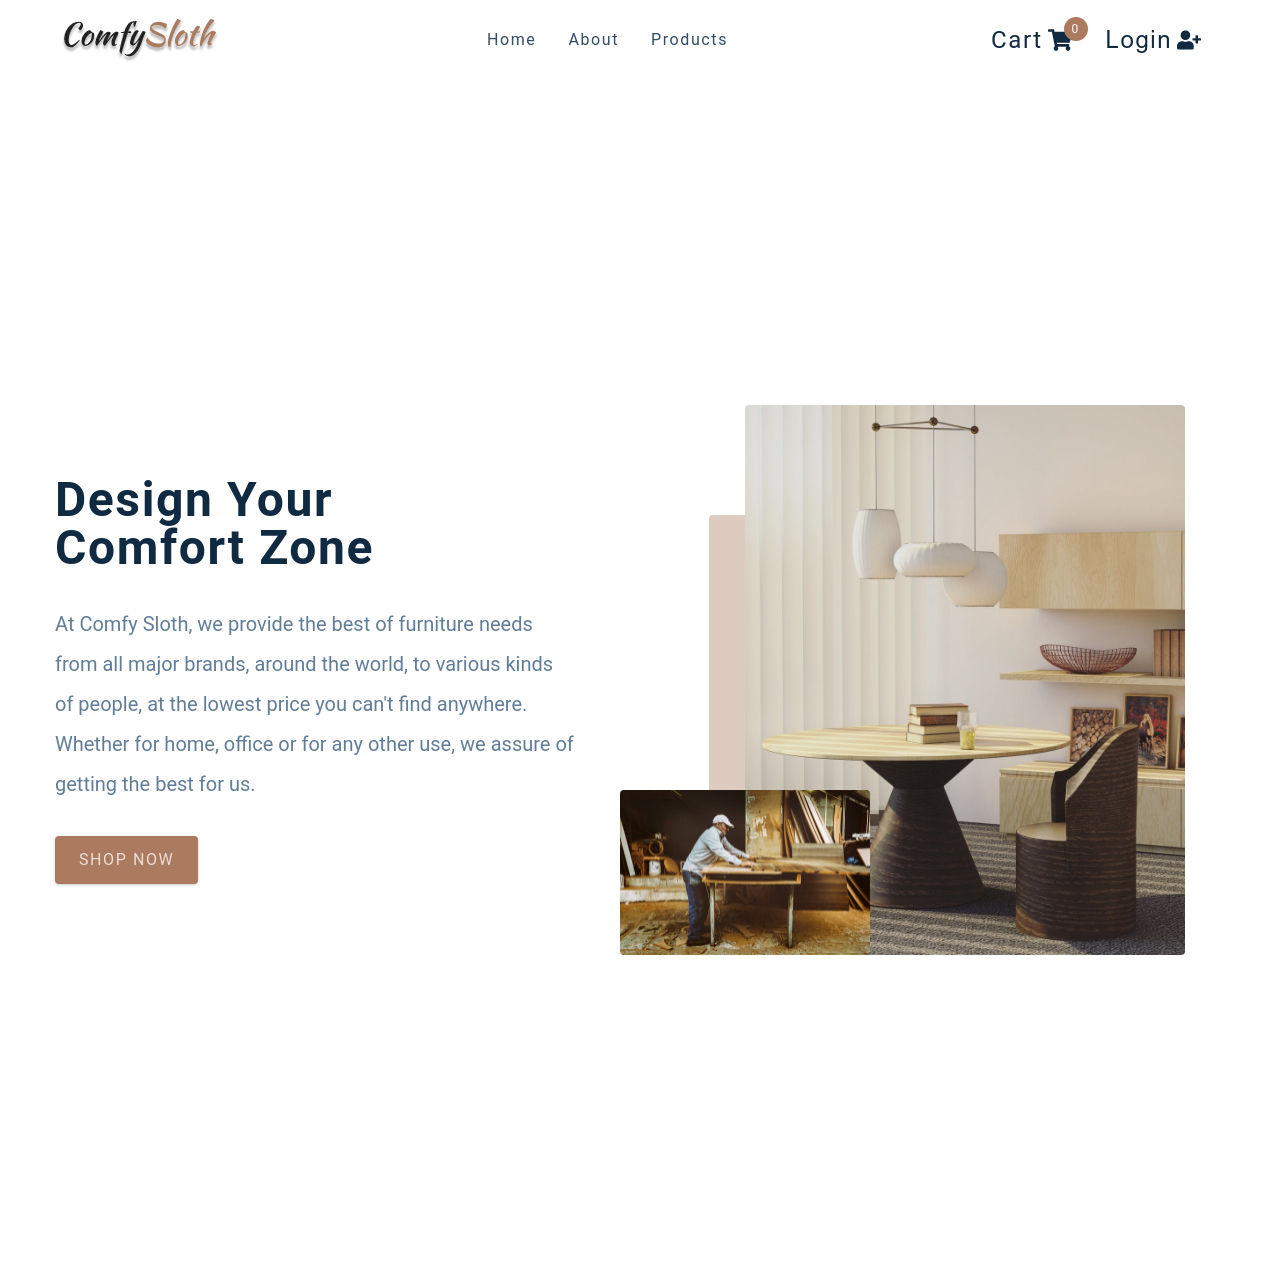 ComfySloth
Home About Products
Cart 0 Login
Design Your
Comfort Zone
At Comfy Sloth, we provide the best of furniture needs
from all major brands, around the world, to various kinds
of people, at the lowest price you can't find anywhere.
Whether for home, office or for any other use, we assure of
getting the best for us.
SHOP NOW